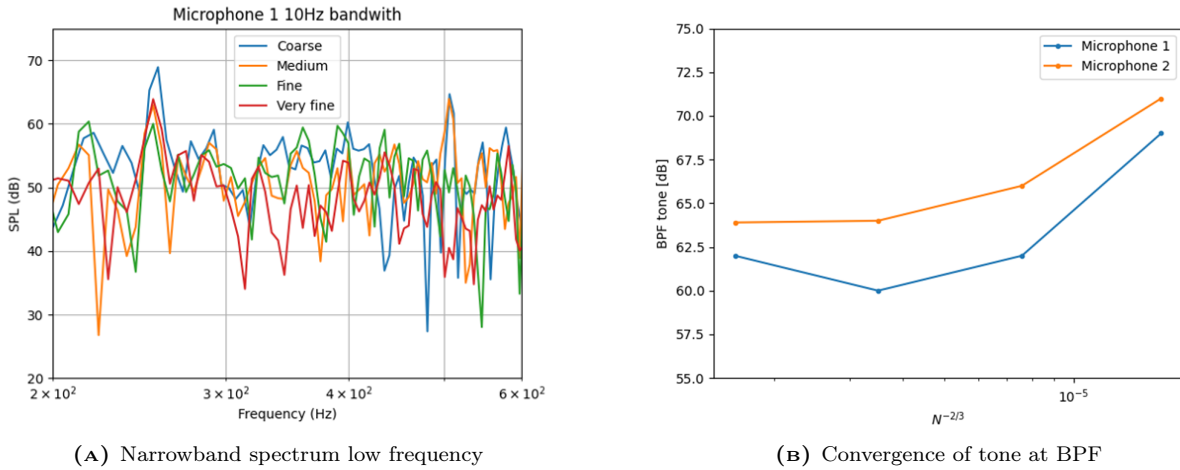 Microphone 1 10Hz bandwith
Coarse
Medium
Fine
Very fine
SPL (dB)
70
60
50
40
30
20
2 × 10²
3 × 10²
4 × 10²
6 × 10²
Frequency (Hz)
(A) Narrowband spectrum low frequency
Microphone 1
Microphone 2
BPF tone [dB]
75.0
72.5
70.0
67.5
65.0
62.5
60.0
57.5
55.0
10⁻⁵
N⁻²/³
(B) Convergence of tone at BPF